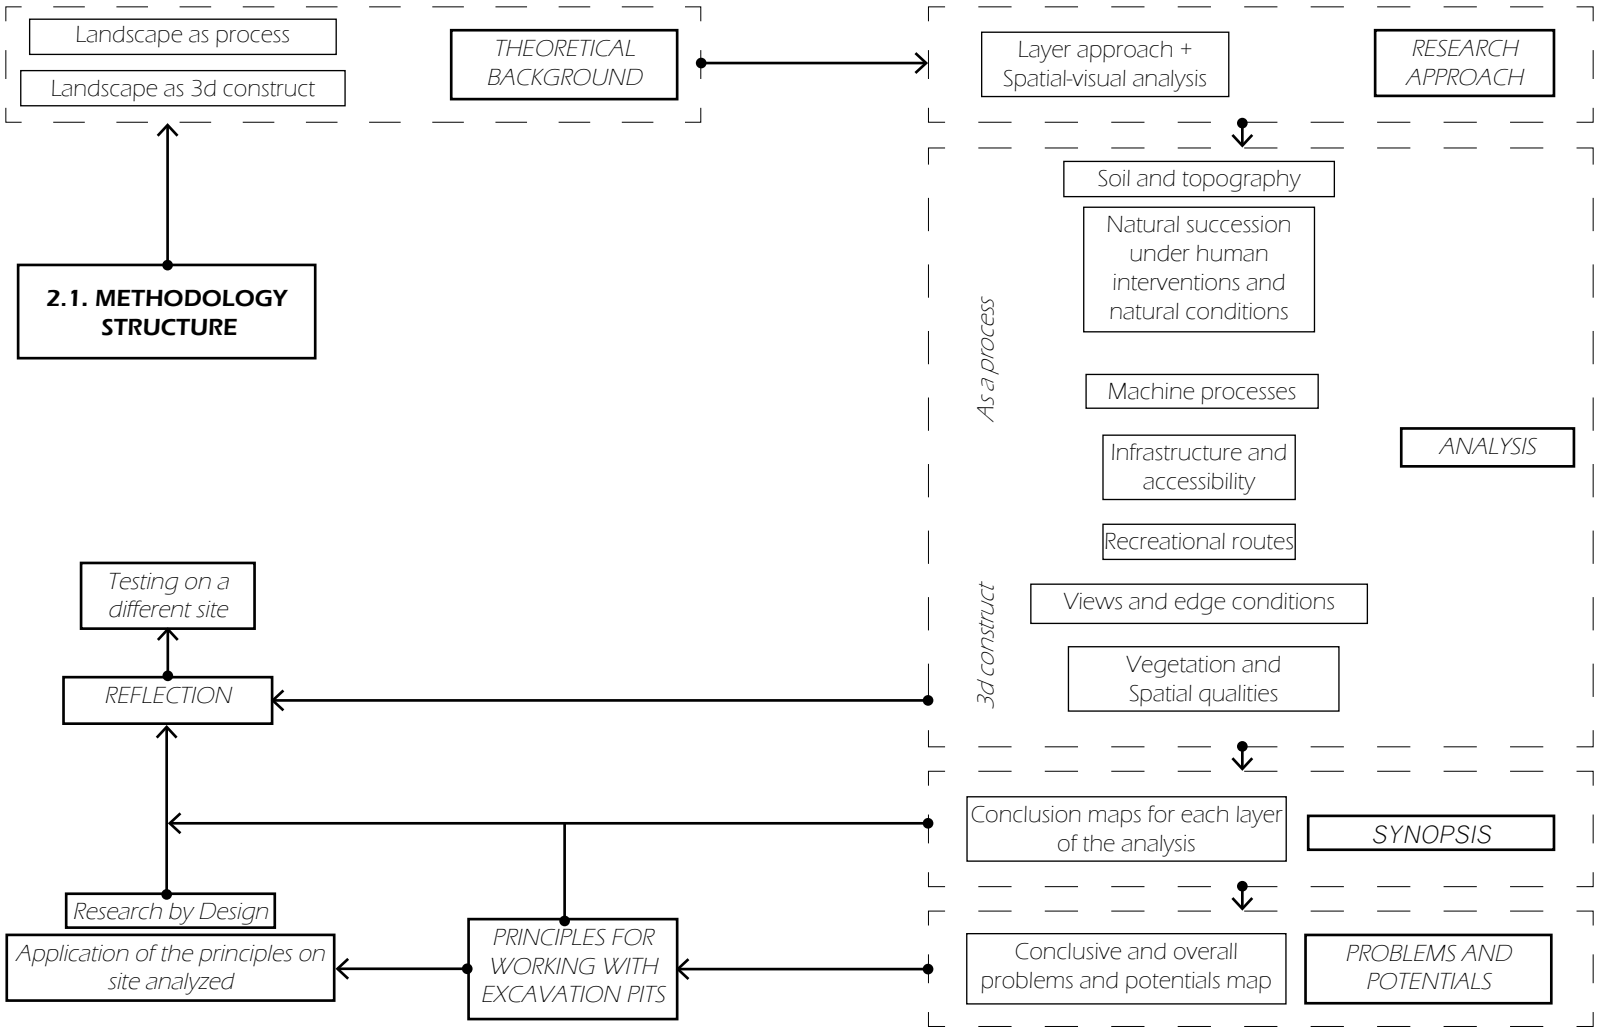 Landscape as process
Landscape as 3d construct
THEORETICAL
BACKGROUND
Layer approach +
Spatial-visual analysis
RESEARCH
APPROACH
2.1. METHODOLOGY
STRUCTURE
As a process
3d construct
Soil and topography
Natural succession
under human
interventions and
natural conditions
Machine processes
Infrastructure and
accessibility
Recreational routes
Views and edge conditions
Vegetation and
Spatial qualities
ANALYSIS
Testing on a
different site
REFLECTION
Conclusion maps for each layer
of the analysis
SYNOPSIS
Research by Design
Application of the principles on
site analyzed
PRINCIPLES FOR
WORKING WITH
EXCAVATION PITS
Conclusive and overall
problems and potentials map
PROBLEMS AND
POTENTIALS